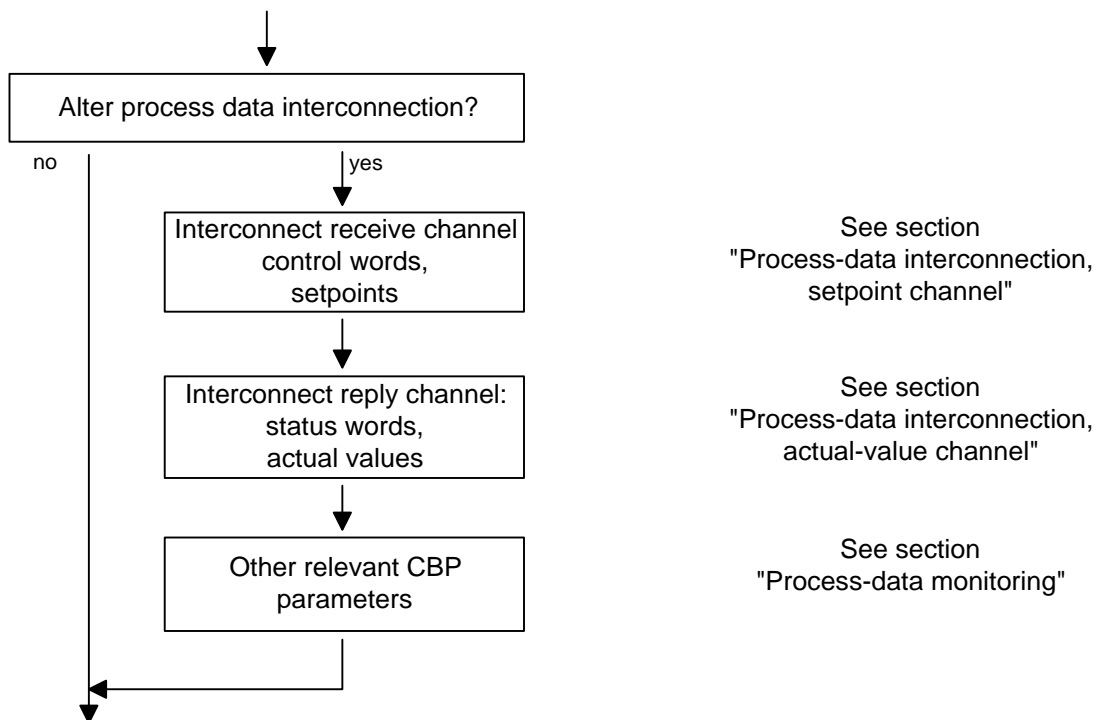 Alter process data interconnection?
no
yes
Interconnect receive channel
control words,
setpoints
See section
"Process-data interconnection,
setpoint channel"
Interconnect reply channel:
status words,
actual values
See section
"Process-data interconnection,
actual-value channel"
Other relevant CBP
parameters
See section
"Process-data monitoring"